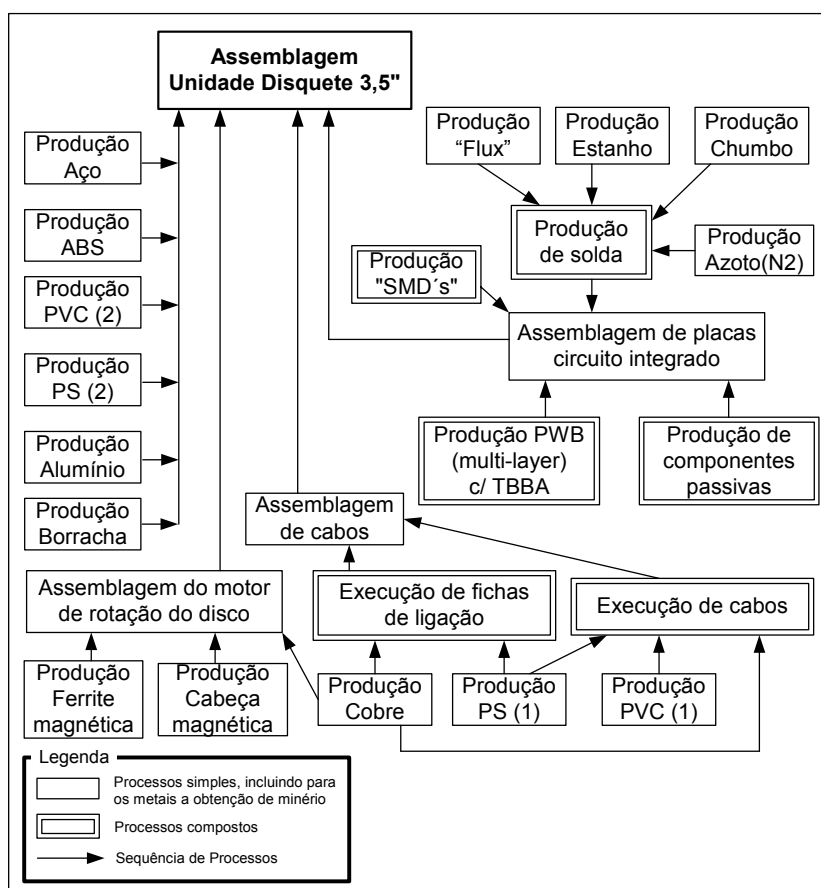 Assemblagem
Unidade Disquete 3,5"
Produção
Aço
Produção
ABS
Produção
PVC (2)
Produção
PS (2)
Produção
Alumínio
Produção
Borracha
Produção
“Flux”
Produção
Estanho
Produção
Chumbo
Produção
de solda
Produção
Azoto(N2)
Produção
"SMD´s"
Assemblagem de placas
circuito integrado
Produção PWB
(multi-layer)
c/ TBBA
Produção de
componentes
passivas
Assemblagem
de cabos
Assemblagem do motor
de rotação do disco
Execução de fichas
de ligação
Execução de cabos
Produção
Ferrite
magnética
Produção
Cabeça
magnética
Produção
Cobre
Produção
PS (1)
Produção
PVC (1)
Legenda
Processos simples, incluindo para
os metais a obtenção de minério
Processos compostos
Sequência de Processos